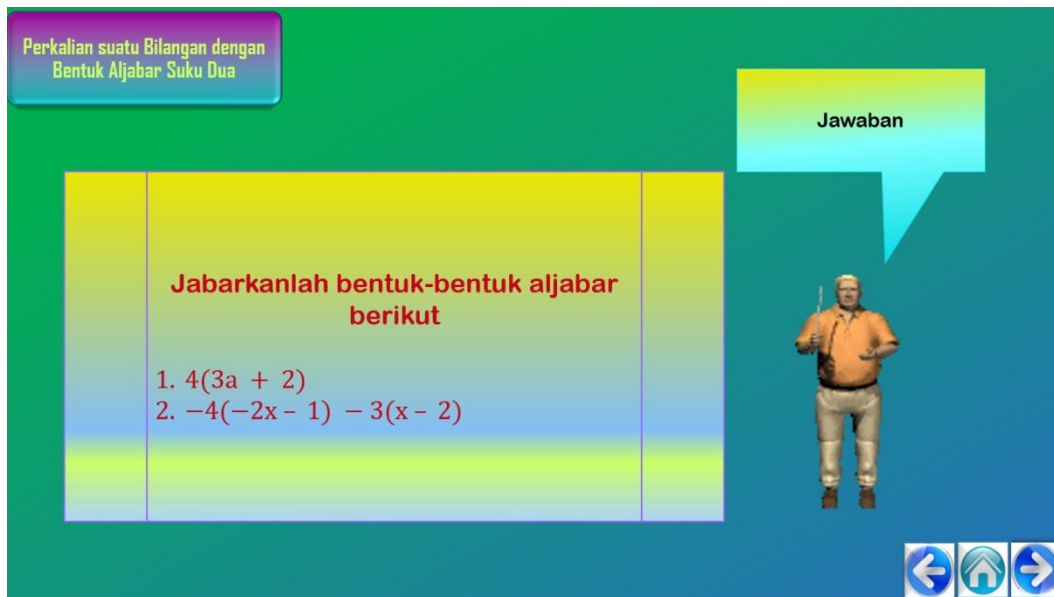 Perkalian suatu Bilangan dengan
Bentuk Aljabar Suku Dua
Jawaban
Jabarkanlah bentuk-bentuk aljabar
berikut
1. 4(3a + 2)
2. −4(−2x – 1) − 3(x – 2)